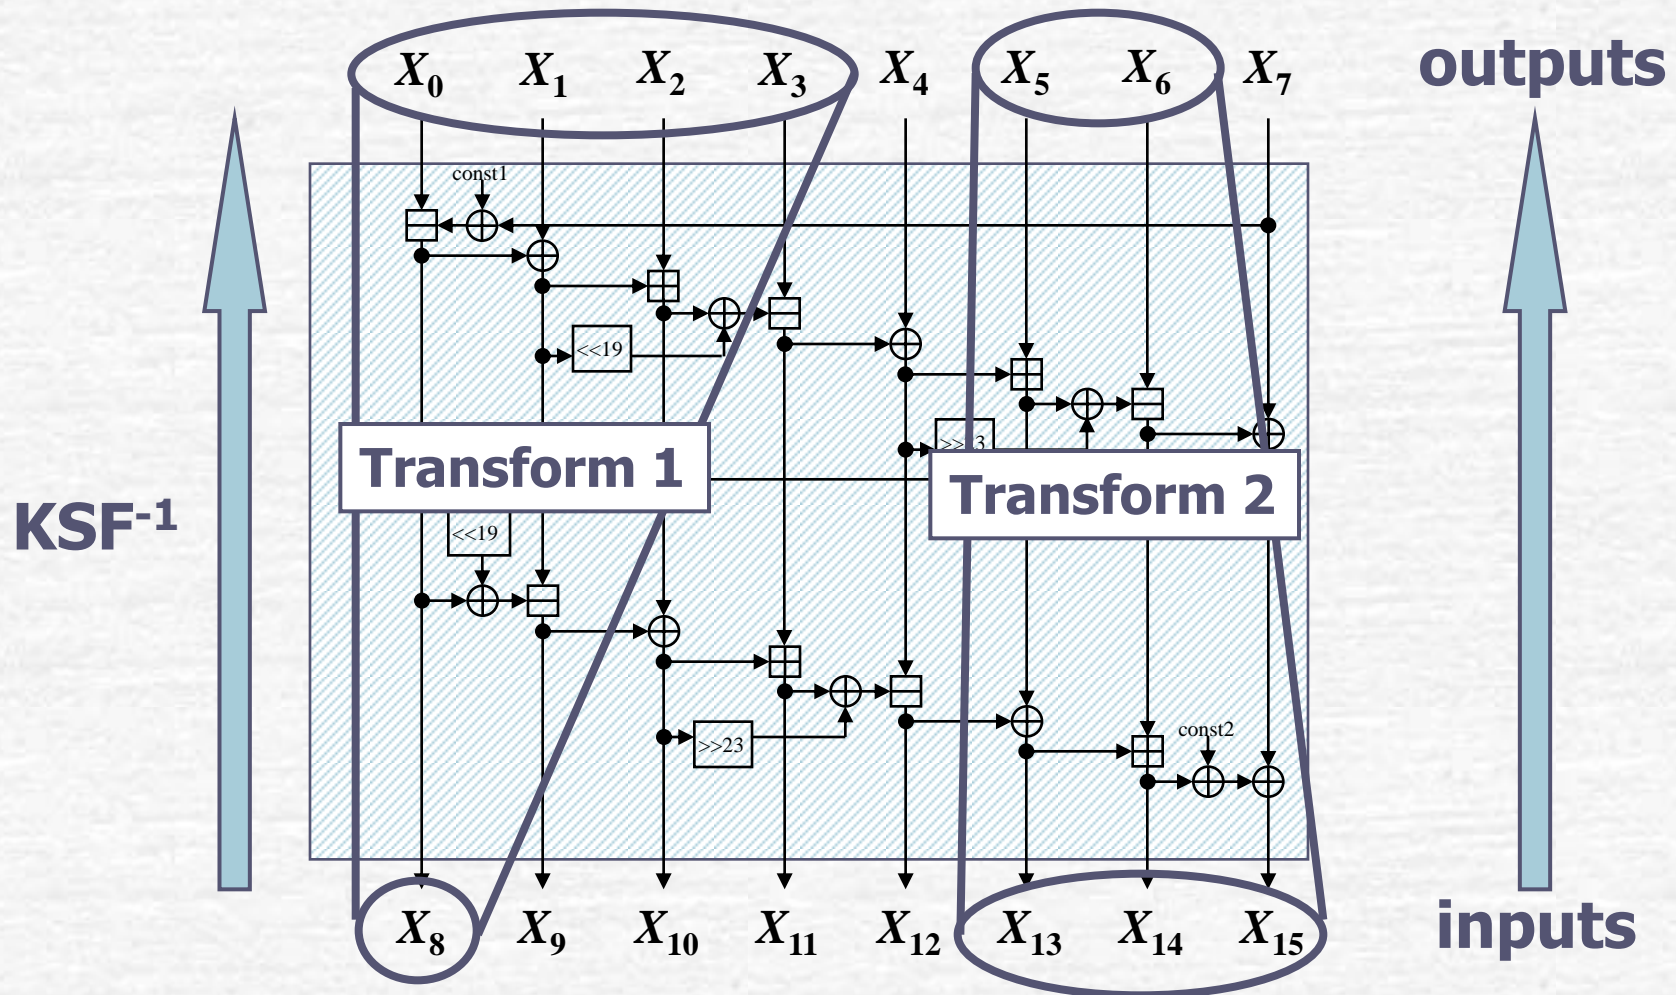 X0 X1 X2 X3 X4 X5 X6 X7
outputs
const1
<<19
>>
3
Transform 1
Transform 2
KSF-1
<<19
const2
>>23
X8 X9 X10 X11 X12 X13 X14 X15
inputs